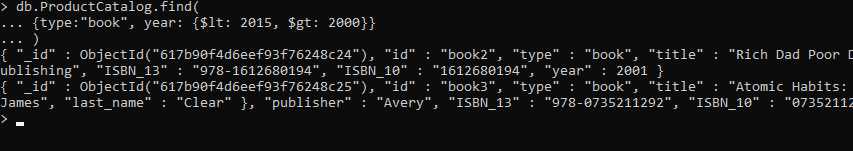 > db.ProductCatalog.find(
... {type:"book", year: {$lt: 2015, $gt: 2000}}
... )
{ "_id" : ObjectId("617b90f4d6eef93f76248c24"), "id" : "book2", "type" : "book", "title" : "Rich Dad Poor D
ublishing", "ISBN_13" : "978-1612680194", "ISBN_10" : "1612680194", "year" : 2001 }
{ "_id" : ObjectId("617b90f4d6eef93f76248c25"), "id" : "book3", "type" : "book", "title" : "Atomic Habits:
James", "last_name" : "Clear" }, "publisher" : "Avery", "ISBN_13" : "978-0735211292", "ISBN_10" : "07352112
>